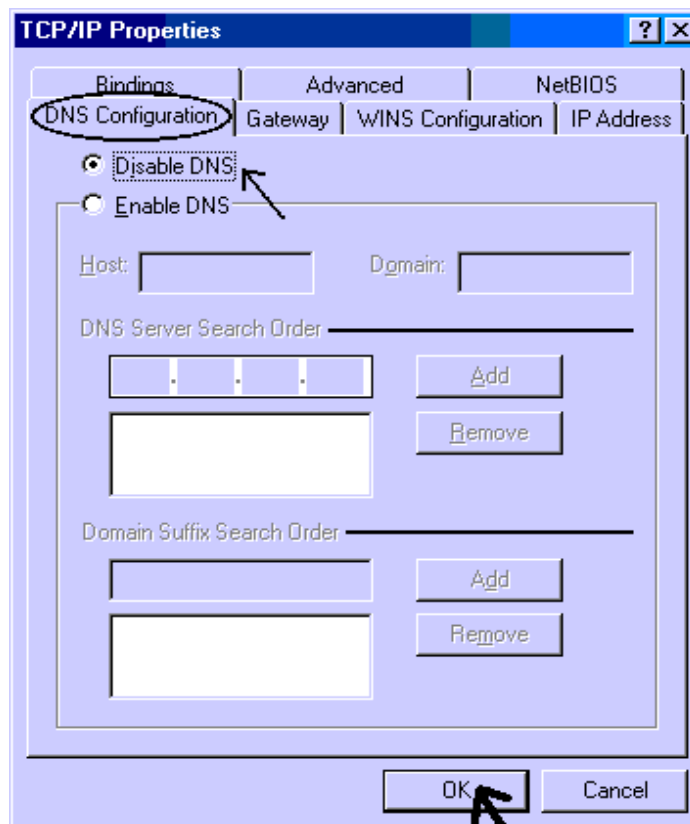 TCP/IP Properties
? X
Bindings Advanced NetBIOS
DNS Configuration Gateway WINS Configuration IP Address
Disable DNS
Enable DNS
Host: Domain:
DNS Server Search Order
. . . Add
Remove
Domain Suffix Search Order
Add
Remove
OK Cancel